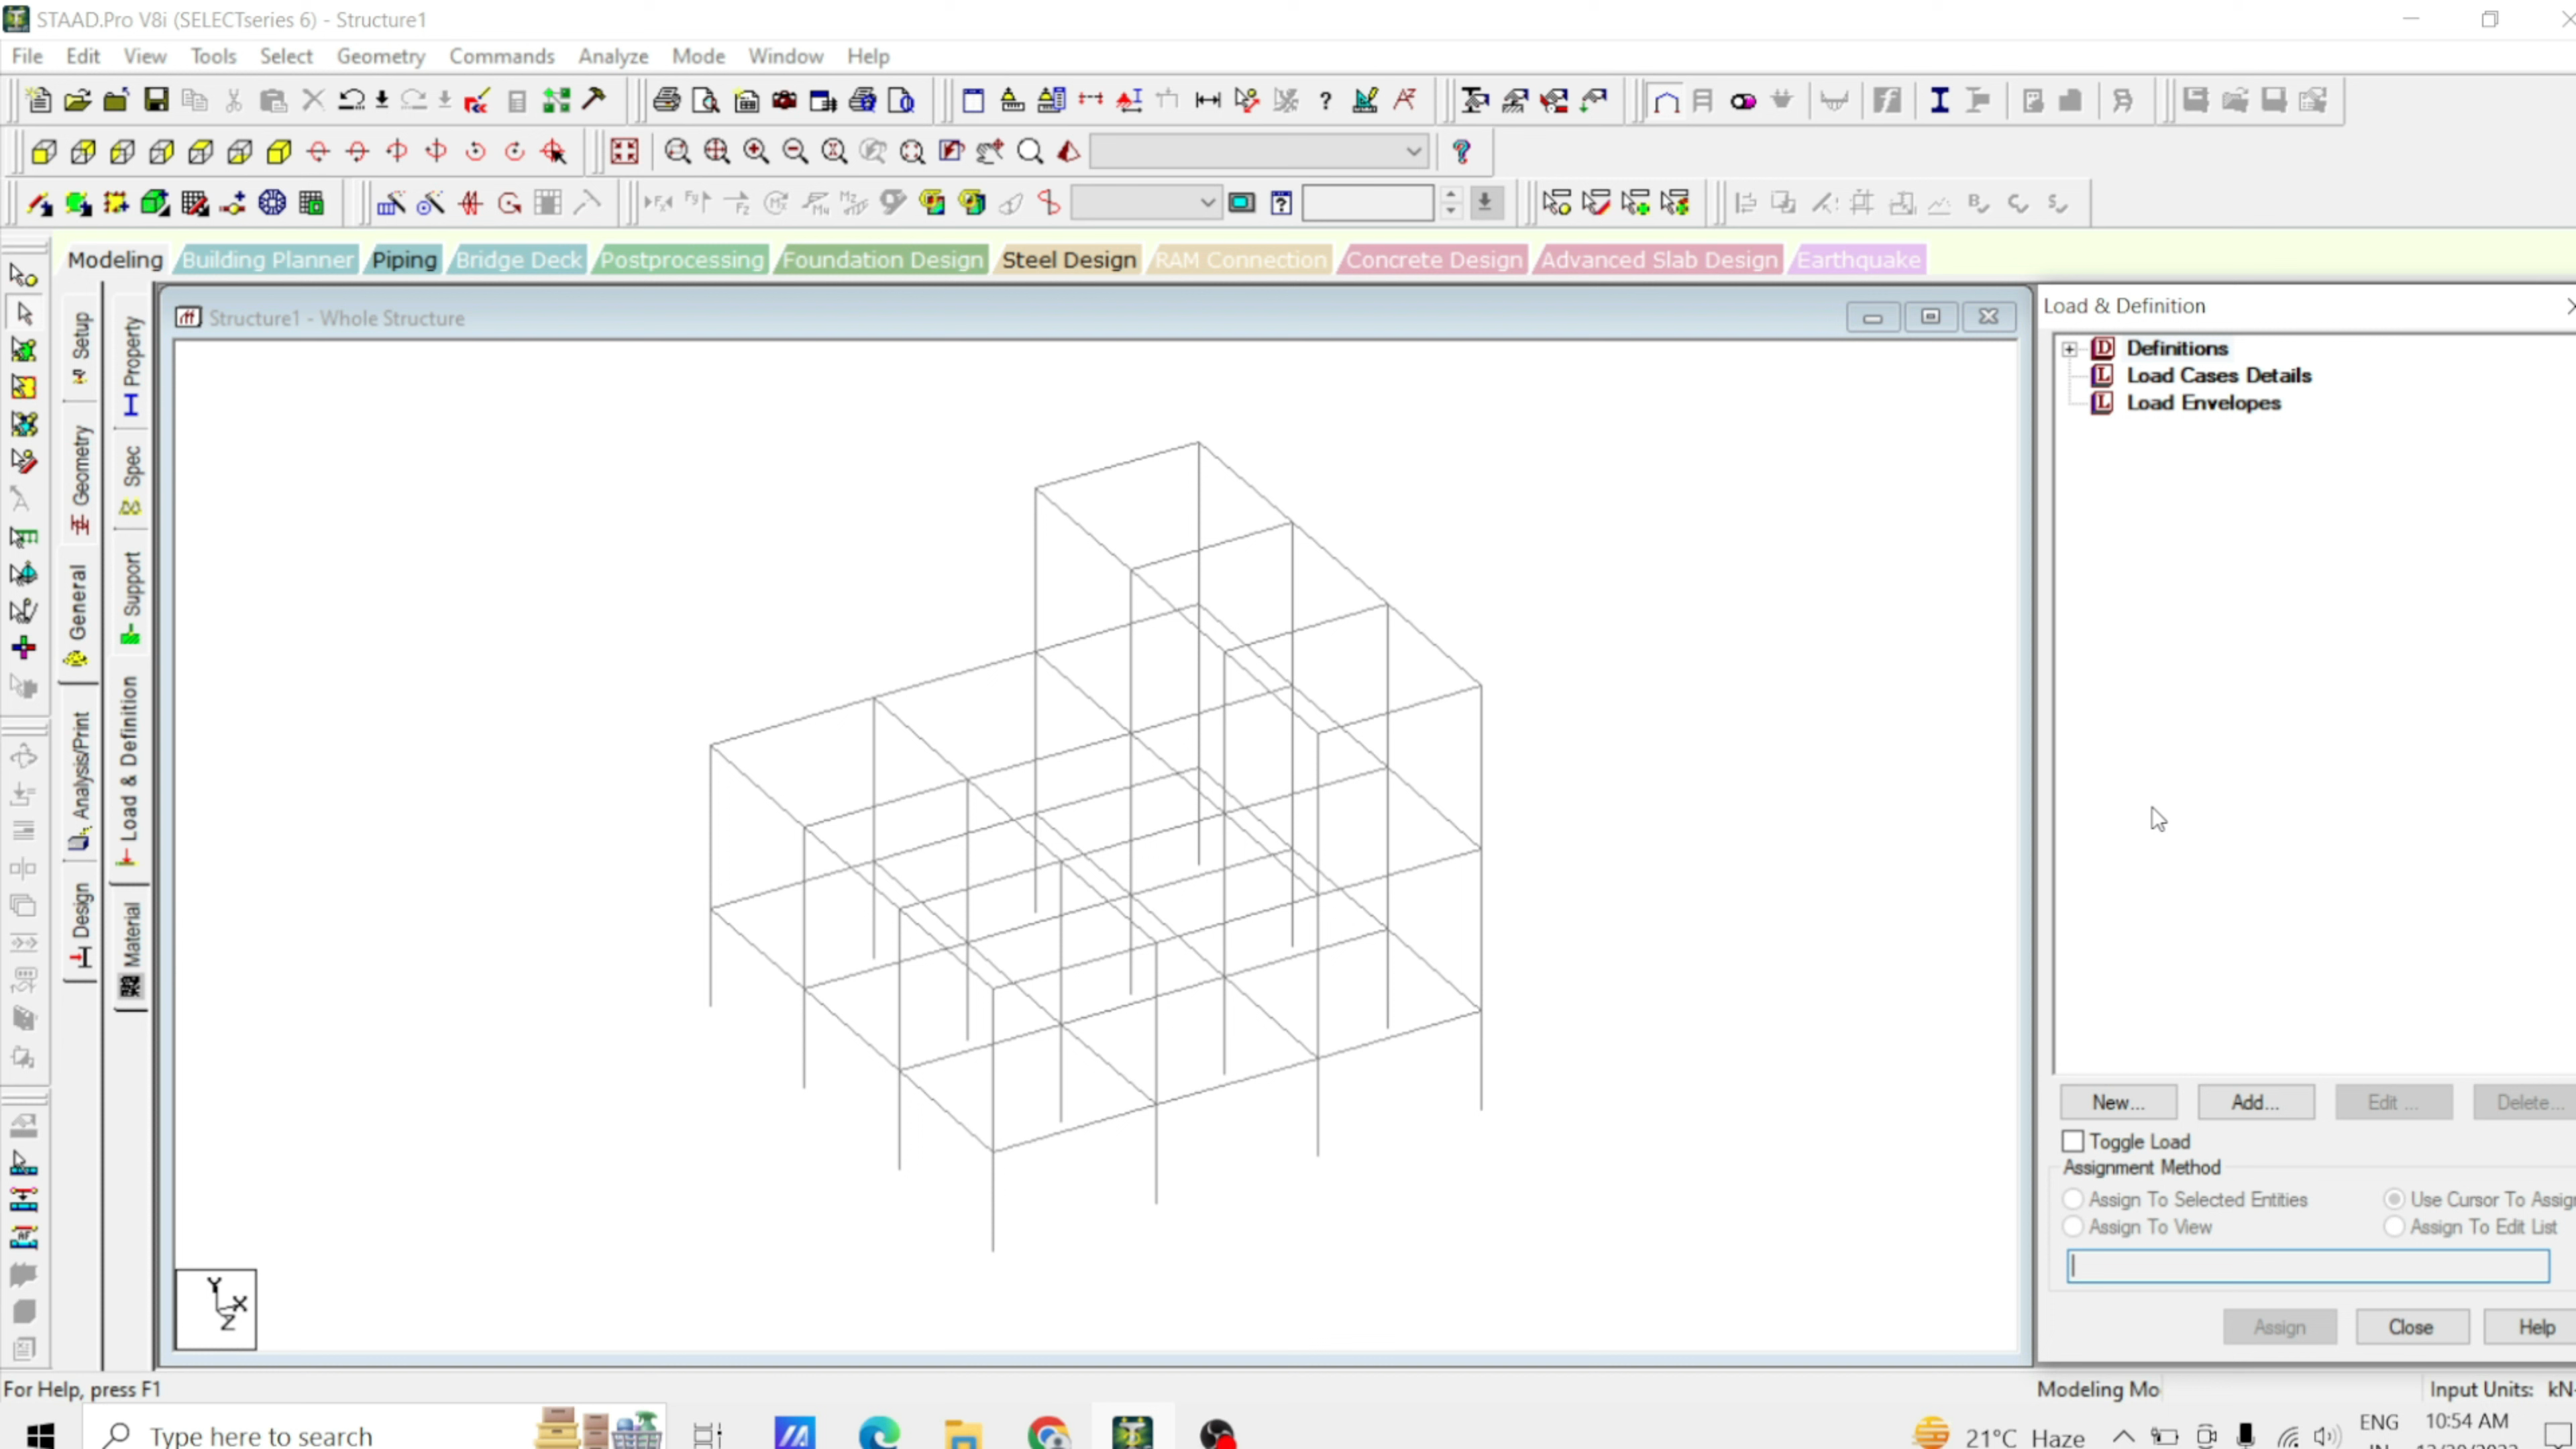 STAAD.Pro V8i (SELECTseries 6) - Structure1
File Edit View Tools Select Geometry Commands Analyze Mode Window Help
Modeling Building Planner Piping Bridge Deck Postprocessing Foundation Design Steel Design RAM Connection Concrete Design Advanced Slab Design Earthquake
Setup
Geometry
General
Analysis/Print
Design
Property
Spec
Support
Load & Definition
Material
Structure1 - Whole Structure
Y
X
Z
Load & Definition
Definitions
Load Cases Details
Load Envelopes
New... Add... Edit ... Delete...
Toggle Load
Assignment Method
Assign To Selected Entities Use Cursor To Assign
Assign To View Assign To Edit List
Assign Close Help
For Help, press F1 Modeling Mo Input Units: kN-
Type here to search 21°C Haze ENG 10:54 AM